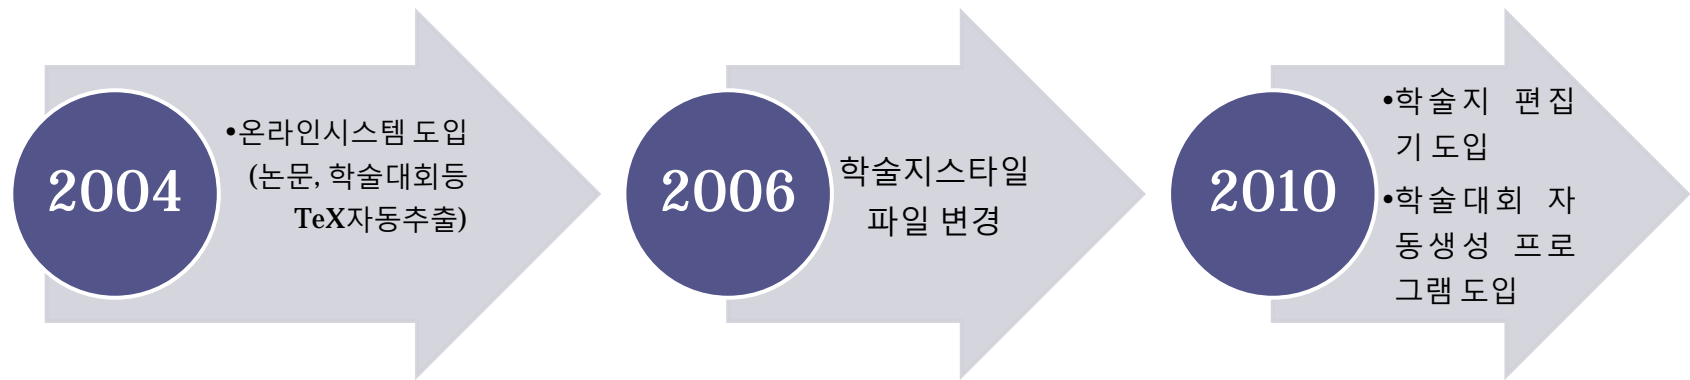 2004
•온라인시스템 도입
(논문, 학술대회등
TeX자동추출)
2006
학술지스타일
파일 변경
2010
•학술지 편집
기 도입
•학술대회 자
동생성 프로
그램 도입